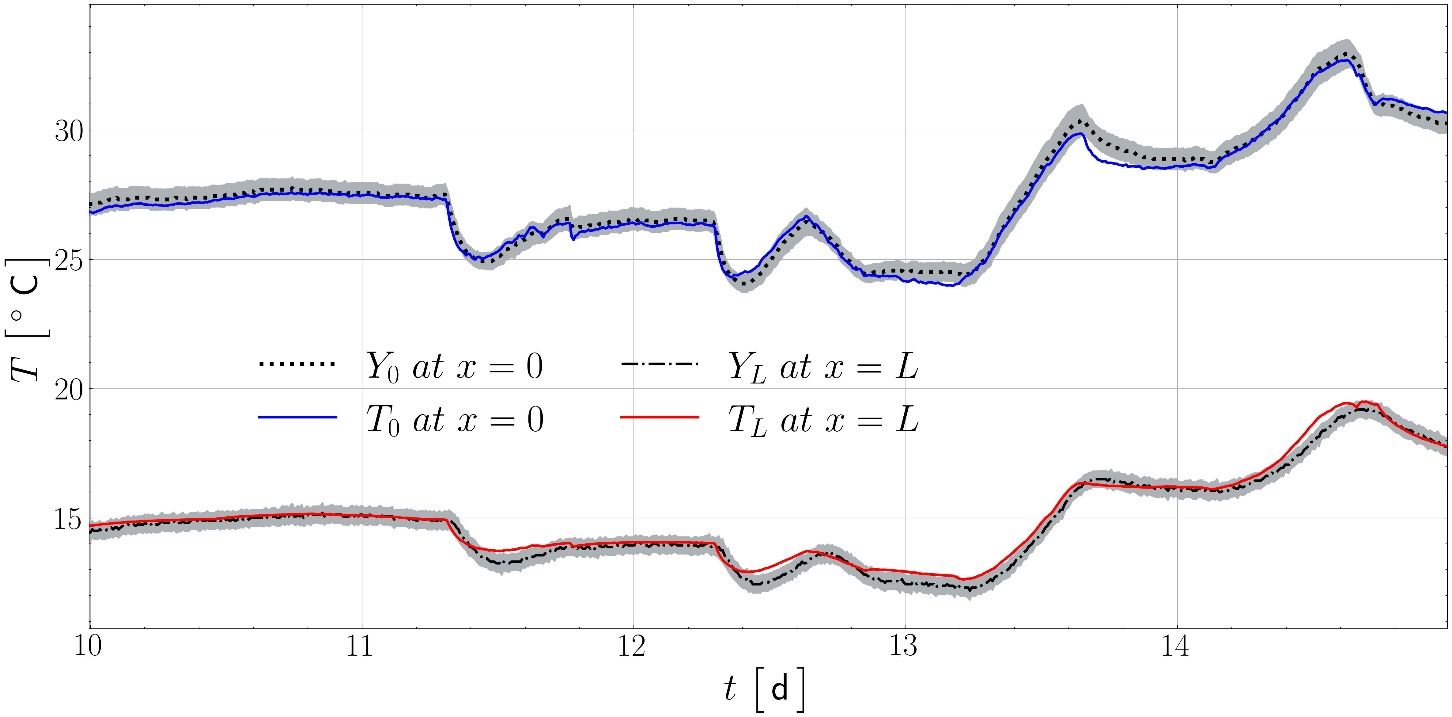 30
25
20
15
T [° C]
Y₀ at x = 0
Y_L at x = L
T₀ at x = 0
T_L at x = L
10 11 12 13 14
t [d]